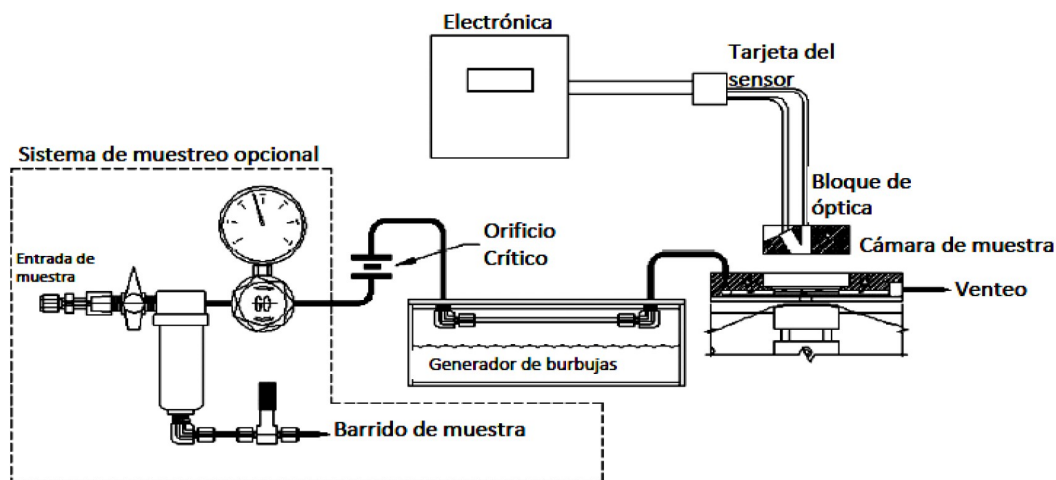 Electrónica
Tarjeta del
sensor
Sistema de muestreo opcional
Bloque de
óptica
Orificio
Crítico
Cámara de muestra
Entrada de
muestra
Venteo
GO
Generador de burbujas
Barrido de muestra